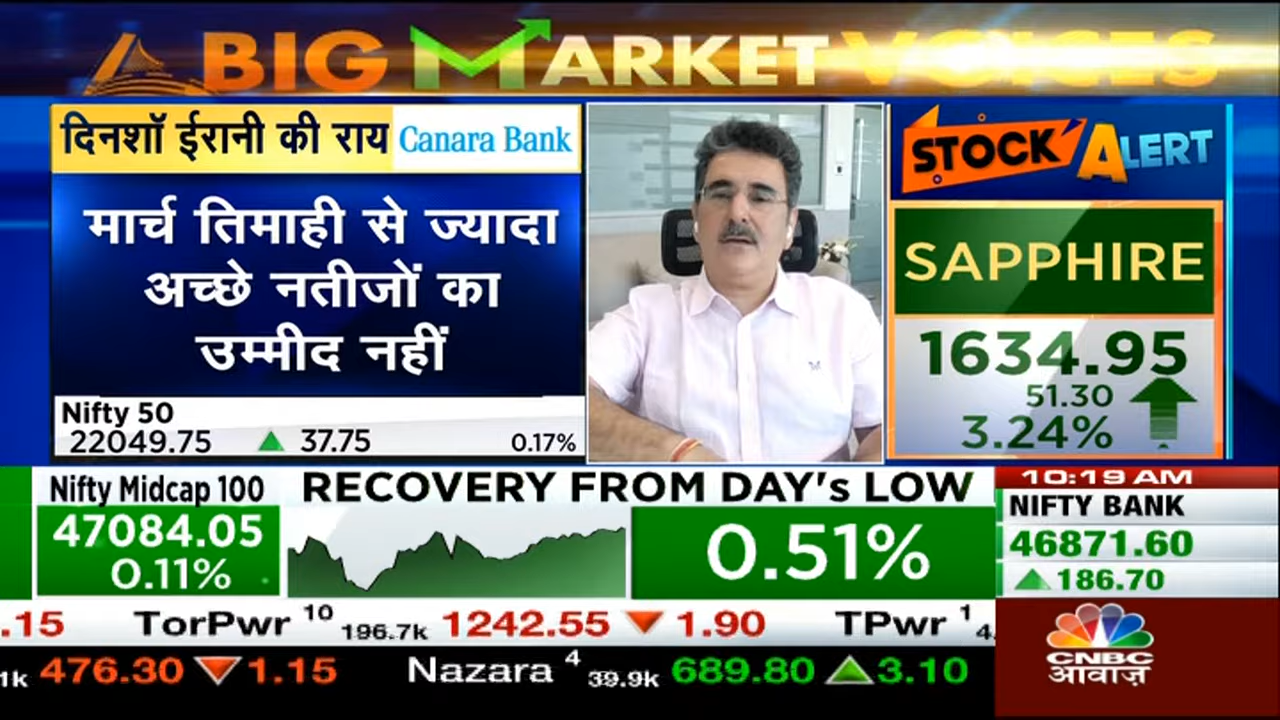 BIG MARKET VOICES
दिनशॉ ईरानी की राय
Canara Bank
मार्च तिमाही से ज्यादा
अच्छे नतीजों का
उम्मीद नहीं
Nifty 50
22049.75 ▲ 37.75 0.17%
STOCK ALERT
SAPPHIRE
1634.95
51.30
3.24%
Nifty Midcap 100
47084.05
0.11%
RECOVERY FROM DAY's LOW
0.51%
10:19 AM
NIFTY BANK
46871.60
▲ 186.70
.15 TorPwr 10 196.7k 1242.55 ▼ 1.90 TPwr 1 4
1k 476.30 ▼ 1.15 Nazara 4 39.9k 689.80 ▲ 3.10
CNBC
आवाज़